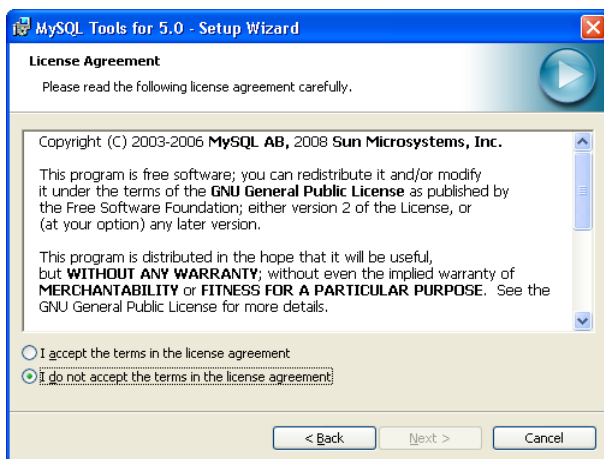 MySQL Tools for 5.0 - Setup Wizard
License Agreement
Please read the following license agreement carefully.
Copyright (C) 2003-2006 MySQL AB, 2008 Sun Microsystems, Inc.
This program is free software; you can redistribute it and/or modify
it under the terms of the GNU General Public License as published by
the Free Software Foundation; either version 2 of the License, or
(at your option) any later version.
This program is distributed in the hope that it will be useful,
but WITHOUT ANY WARRANTY; without even the implied warranty of
MERCHANTABILITY or FITNESS FOR A PARTICULAR PURPOSE. See the
GNU General Public License for more details.
I accept the terms in the license agreement
I do not accept the terms in the license agreement
< Back Next > Cancel